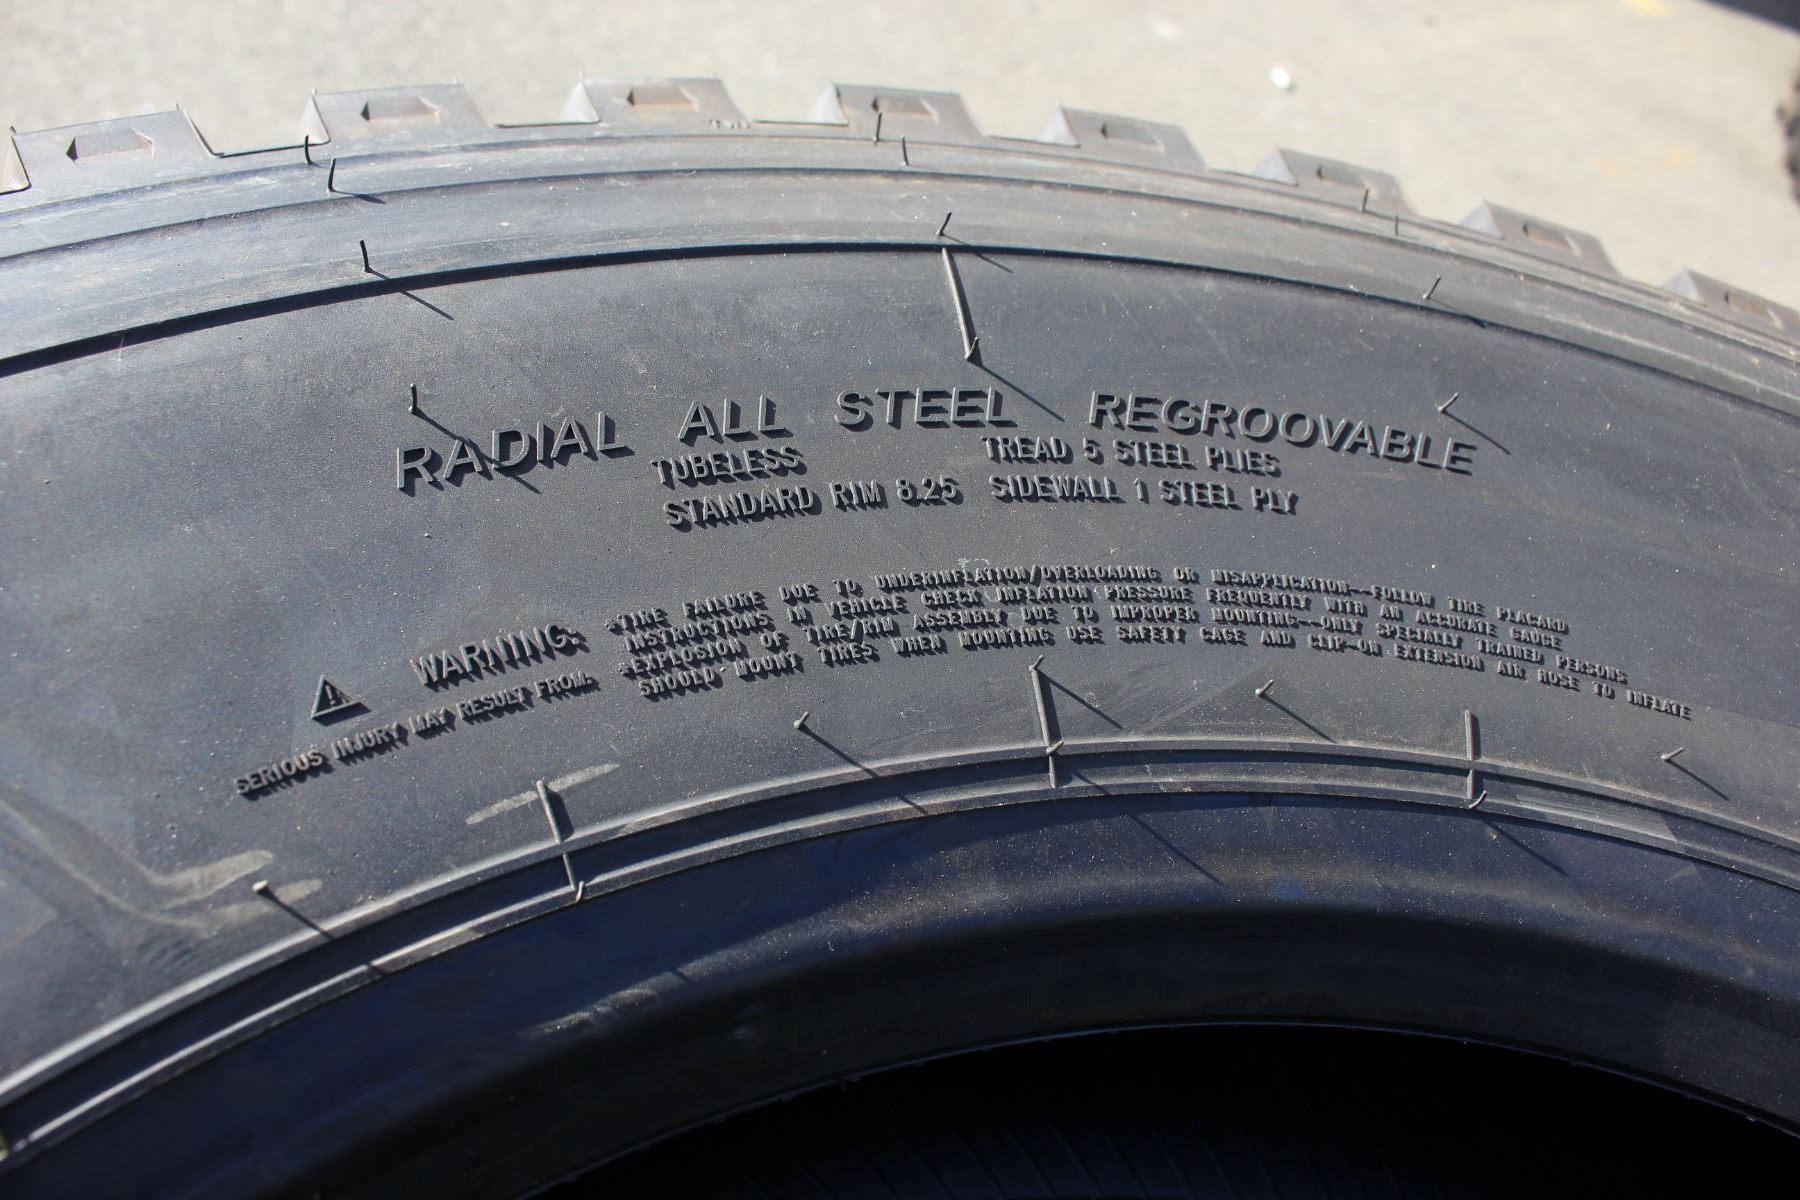 RADIAL ALL STEEL REGROOVABLE
TUBELESS TREAD 5 STEEL PLIES
STANDARD RIM 8.25 SIDEWALL 1 STEEL PLY
WARNING:
SERIOUS INJURY MAY RESULT FROM:
*TIRE FAILURE DUE TO UNDERINFLATION/OVERLOADING OR MISAPPLICATION--FOLLOW TIRE PLACARD
INSTRUCTIONS IN VEHICLE CHECK INFLATION PRESSURE FREQUENTLY WITH AN ACCURATE GAUGE
*EXPLOSION OF TIRE/RIM ASSEMBLY DUE TO IMPROPER MOUNTING--ONLY SPECIALLY TRAINED PERSONS
SHOULD MOUNT TIRES WHEN MOUNTING USE SAFETY CAGE AND CLIP-ON EXTENSION AIR HOSE TO INFLATE